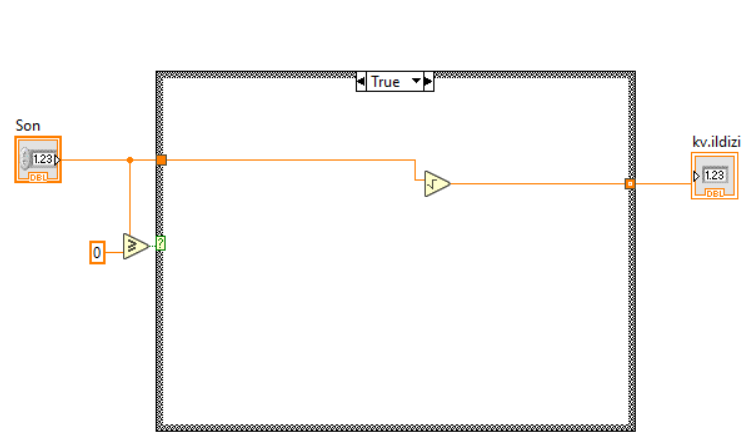 True
Son
1.23
DBL
kv.ildizi
1.23
DBL
0
?